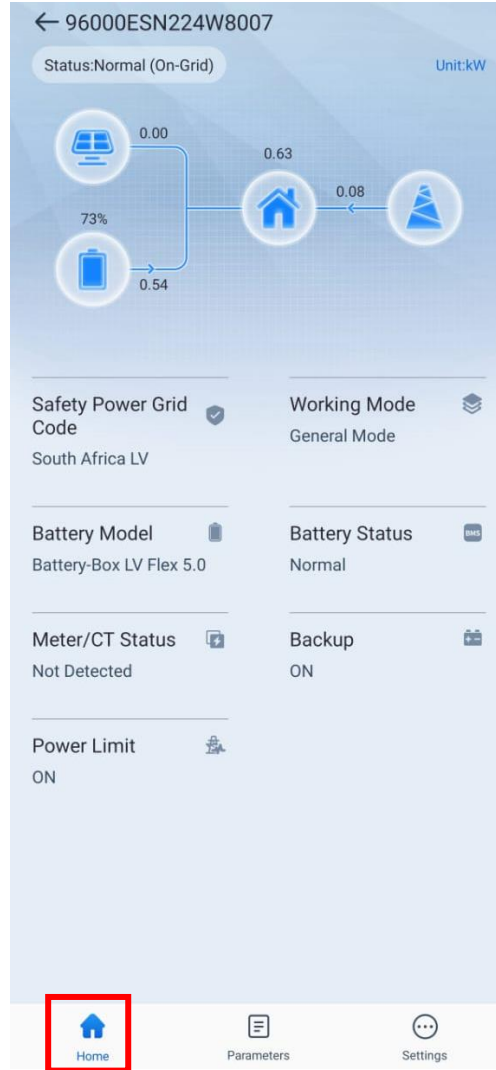 96000ESN224W8007
Status:Normal (On-Grid)
Unit:kW
0.00
0.63
0.08
73%
0.54
Safety Power Grid
Code
South Africa LV
Working Mode
General Mode
Battery Model
Battery-Box LV Flex 5.0
Battery Status
BMS
Normal
Meter/CT Status
Not Detected
Backup
ON
Power Limit
ON
Home
Parameters
Settings